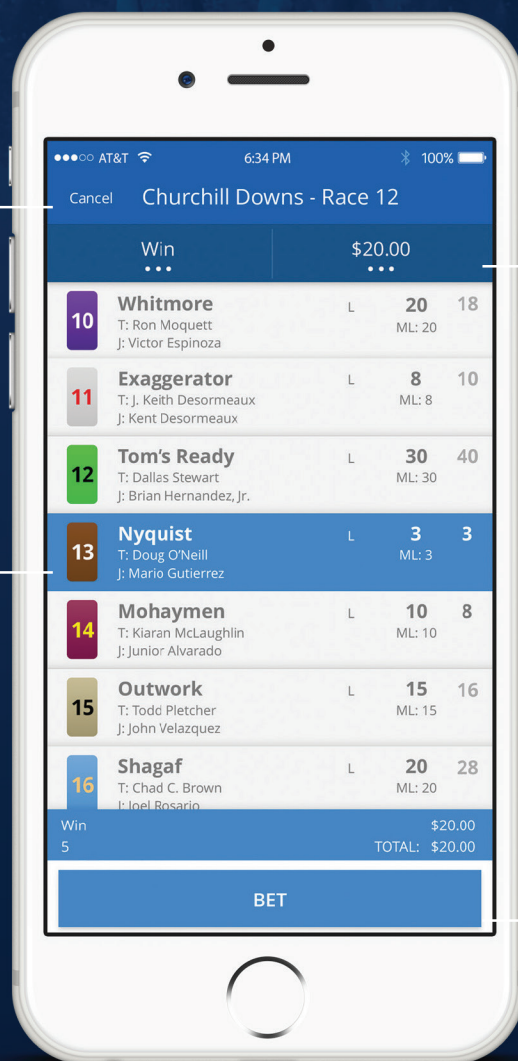 AT&T 6:34 PM 100%
Cancel Churchill Downs - Race 12
Win $20.00
10 Whitmore L 20 18
T: Ron Moquett ML: 20
J: Victor Espinoza
11 Exaggerator L 8 10
T: J. Keith Desormeaux ML: 8
J: Kent Desormeaux
12 Tom's Ready L 30 40
T: Dallas Stewart ML: 30
J: Brian Hernandez, Jr.
13 Nyquist L 3 3
T: Doug O'Neill ML: 3
J: Mario Gutierrez
14 Mohaymen L 10 8
T: Kiaran McLaughlin ML: 10
J: Junior Alvarado
15 Outwork L 15 16
T: Todd Pletcher ML: 15
J: John Velazquez
16 Shagaf L 20 28
T: Chad C. Brown ML: 20
J: Joel Rosario
Win $20.00
5 TOTAL: $20.00
BET